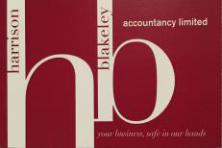 harrison
blakeley
hb
accountancy limited
your business, safe in our hands